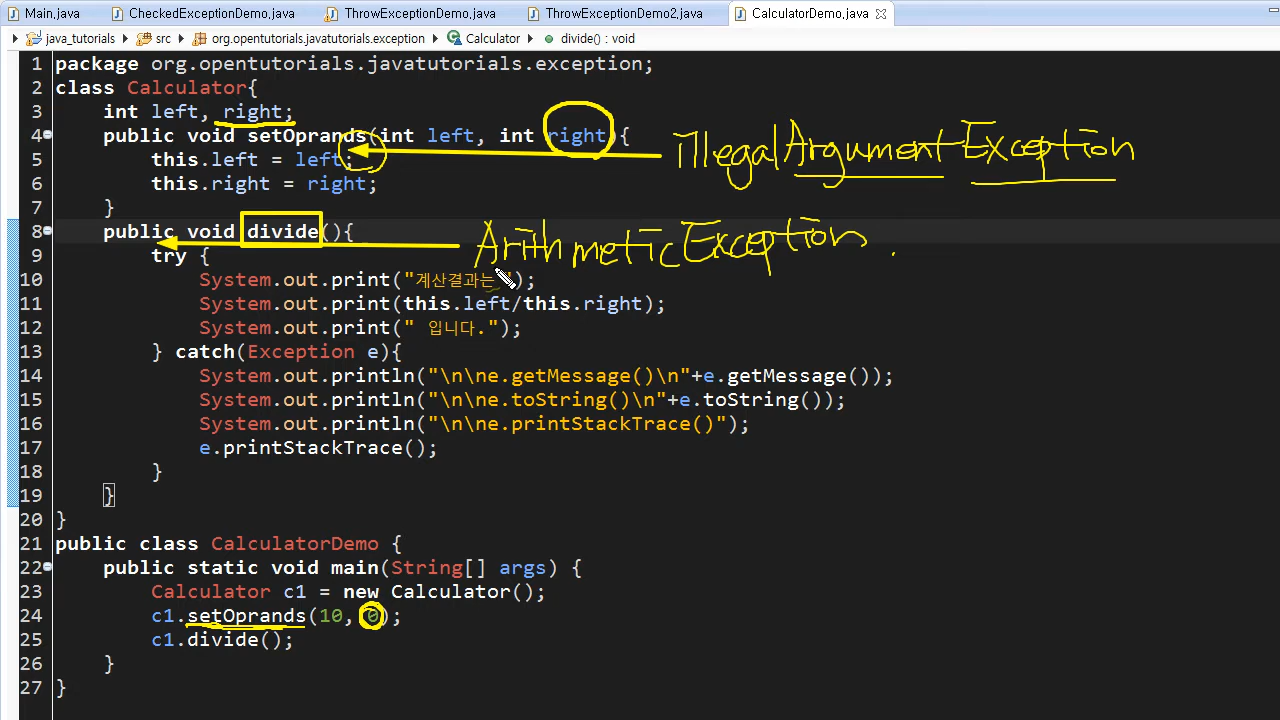 Main.java CheckedExceptionDemo.java ThrowExceptionDemo.java ThrowExceptionDemo2.java CalculatorDemo.java
java_tutorials src org.opentutorials.javatutorials.exception Calculator divide() : void
1 package org.opentutorials.javatutorials.exception;
2 class Calculator{
3 int left, right;
4 public void setOprands(int left, int right){
5 this.left = left;
IllegalArgumentException
6 this.right = right;
7 }
8 public void divide(){
ArithmeticException.
9 try {
10 System.out.print("계산결과는 ");
11 System.out.print(this.left/this.right);
12 System.out.print(" 입니다.");
13 } catch(Exception e){
14 System.out.println("\n\ne.getMessage()\n"+e.getMessage());
15 System.out.println("\n\ne.toString()\n"+e.toString());
16 System.out.println("\n\ne.printStackTrace()");
17 e.printStackTrace();
18 }
19 }
20 }
21 public class CalculatorDemo {
22 public static void main(String[] args) {
23 Calculator c1 = new Calculator();
24 c1.setOprands(10, 0);
25 c1.divide();
26 }
27 }